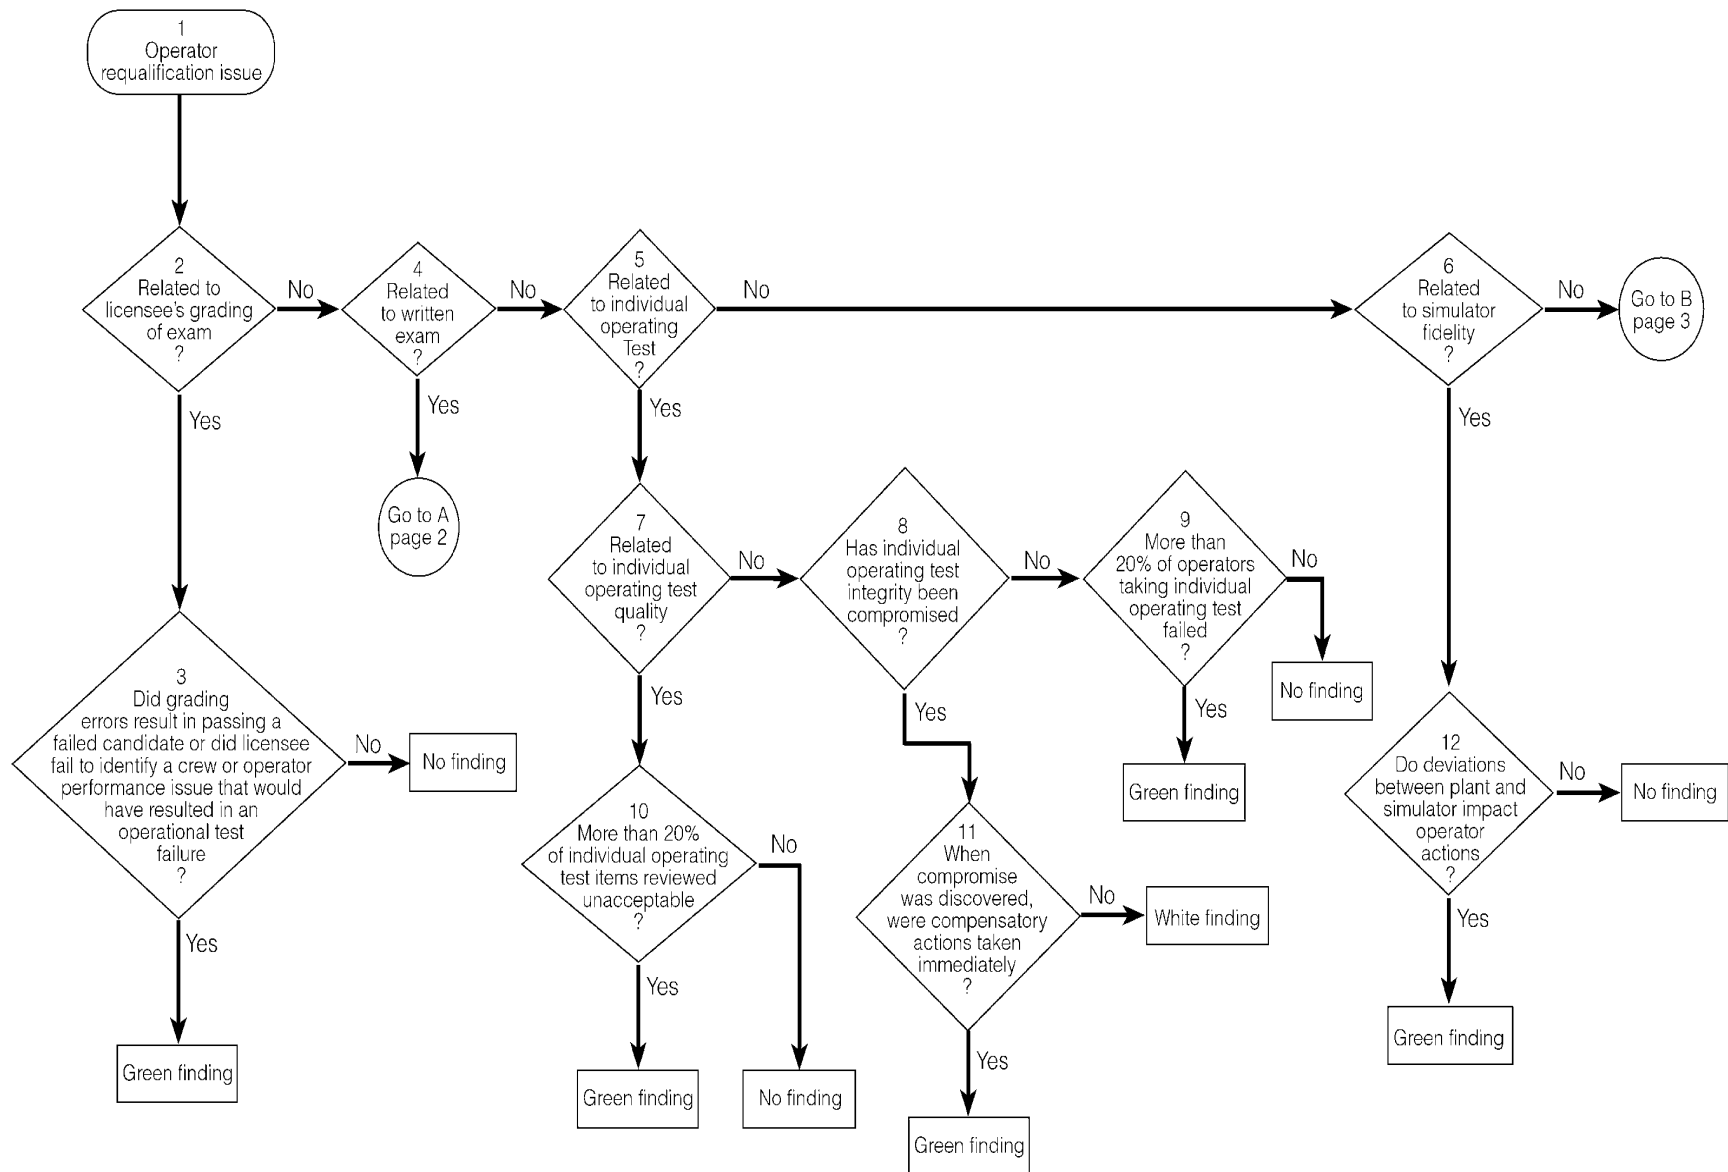 1
Operator
requalification issue
2
Related to
licensee's grading
of exam
?
No
4
Related
to written
exam
?
No
5
Related
to individual
operating
Test
?
No
6
Related
to simulator
fidelity
?
No
Go to B
page 3
Yes
Yes
Yes
Yes
Go to A
page 2
7
Related
to individual
operating test
quality
?
No
8
Has individual
operating test
integrity been
compromised
?
No
9
More than
20% of operators
taking individual
operating test
failed
?
No
No finding
Yes
Yes
Yes
Green finding
3
Did grading
errors result in passing a
failed candidate or did licensee
fail to identify a crew or operator
performance issue that would
have resulted in an
operational test
failure
?
No
No finding
Yes
Green finding
10
More than 20%
of individual operating
test items reviewed
unacceptable
?
No
Yes
Green finding
No finding
11
When
compromise
was discovered,
were compensatory
actions taken
immediately
?
No
White finding
Yes
Green finding
12
Do deviations
between plant and
simulator impact
operator
actions
?
No
No finding
Yes
Green finding